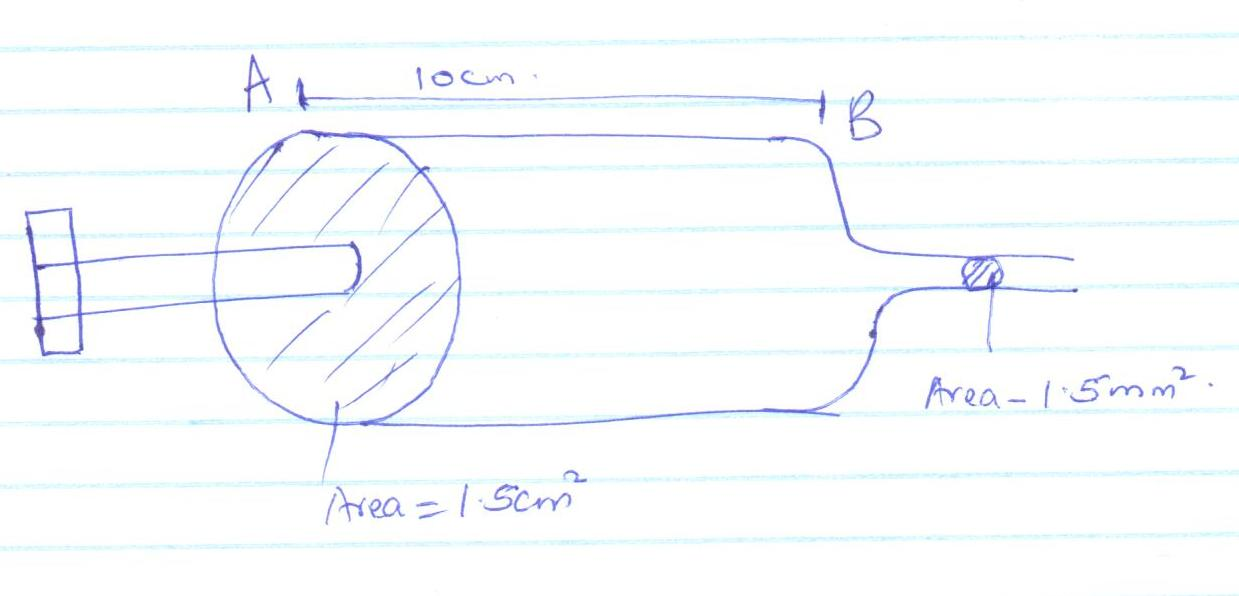 A
10cm.
B
Area - 1.5mm².
Area = 1.5cm²